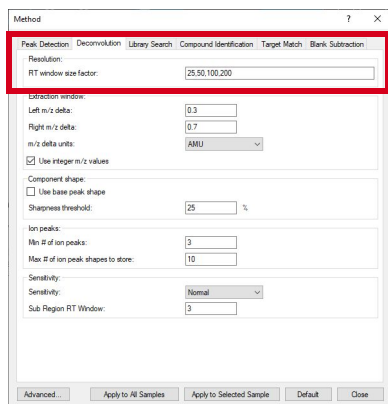 Method ? ×
Peak Detection Deconvolution Library Search Compound Identification Target Match Blank Subtraction
Resolution:
RT window size factor: 25,50,100,200
Extraction window:
Left m/z delta: 0.3
Right m/z delta: 0.7
m/z delta units: AMU
Use integer m/z values
Component shape:
Use base peak shape
Sharpness threshold: 25 %
Ion peaks:
Min # of ion peaks: 3
Max # of ion peak shapes to store: 10
Sensitivity:
Sensitivity: Normal
Sub Region RT Window: 3
Advanced... Apply to All Samples Apply to Selected Sample Default Close